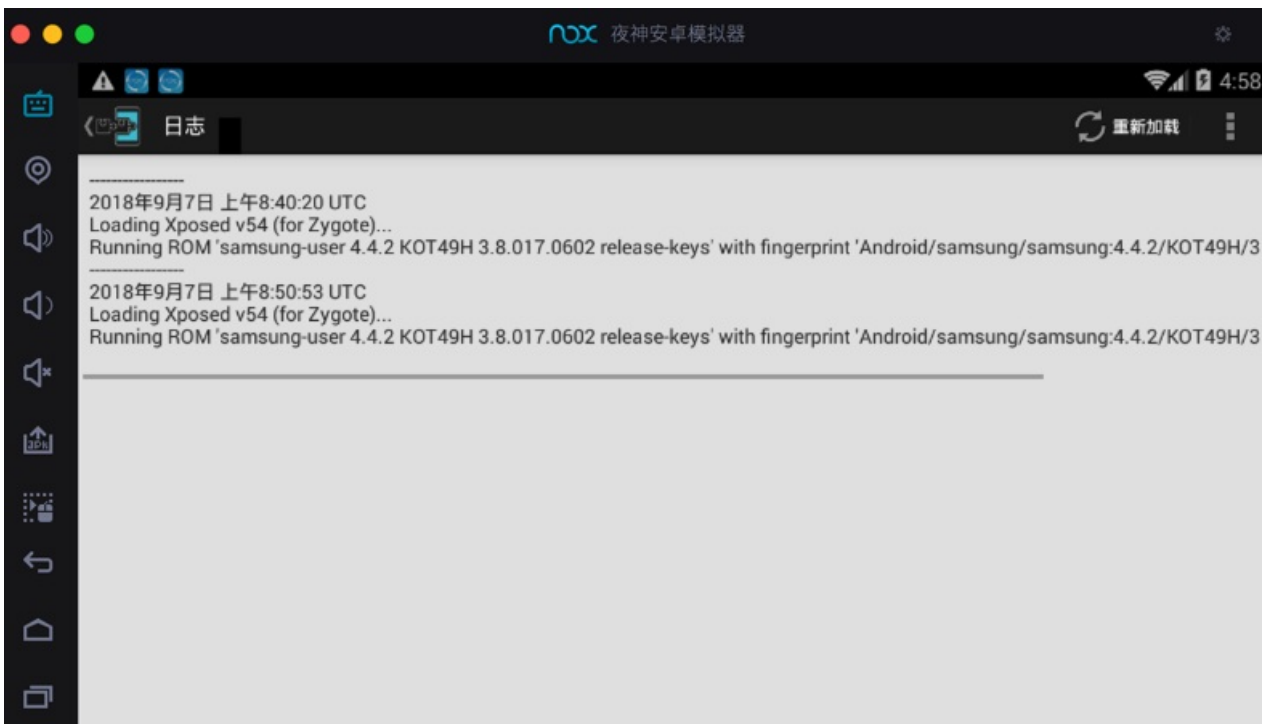 nox 夜神安卓模拟器
4:58
日志
重新加载
-----------------
2018年9月7日 上午8:40:20 UTC
Loading Xposed v54 (for Zygote)...
Running ROM 'samsung-user 4.4.2 KOT49H 3.8.017.0602 release-keys' with fingerprint 'Android/samsung/samsung:4.4.2/KOT49H/3
-----------------
2018年9月7日 上午8:50:53 UTC
Loading Xposed v54 (for Zygote)...
Running ROM 'samsung-user 4.4.2 KOT49H 3.8.017.0602 release-keys' with fingerprint 'Android/samsung/samsung:4.4.2/KOT49H/3